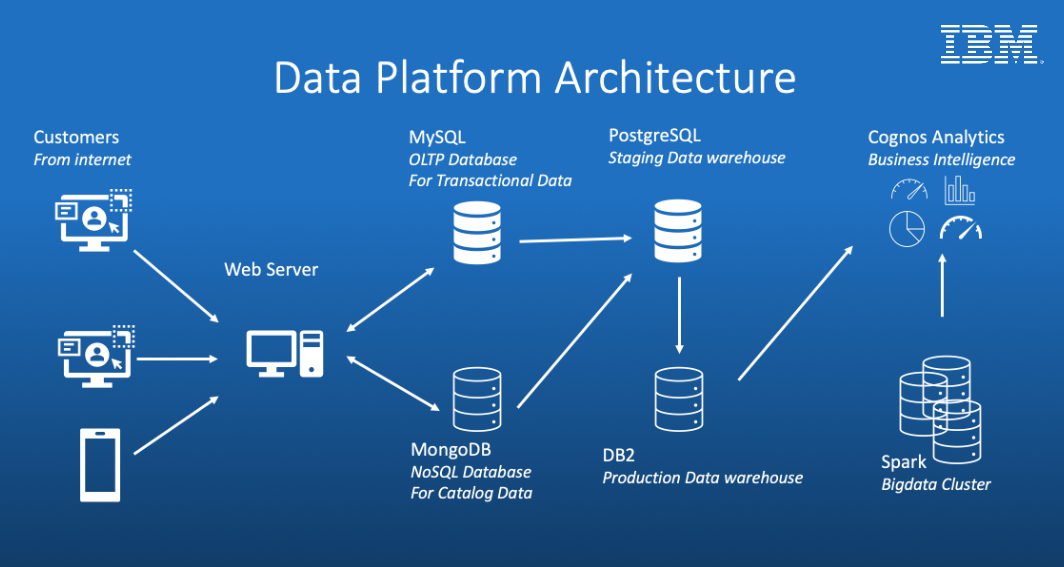 IBM
Data Platform Architecture
Customers
From internet
Web Server
MySQL
OLTP Database
For Transactional Data
MongoDB
NoSQL Database
For Catalog Data
PostgreSQL
Staging Data warehouse
DB2
Production Data warehouse
Cognos Analytics
Business Intelligence
Spark
Bigdata Cluster